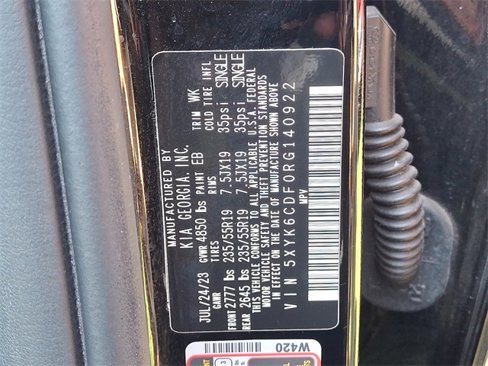 MANUFACTURED BY
KIA GEORGIA, INC.
JUL/24/23 GVWR 4850 lbs PAINT EB TRIM WK
GAWR TIRES RIMS COLD TIRE INFL
FRONT 2777 lbs 235/55R19 7.5JX19 35psi SINGLE
REAR 2645 lbs 235/55R19 7.5JX19 35psi SINGLE
THIS VEHICLE CONFORMS TO ALL APPLICABLE U.S.A. FEDERAL
MOTOR VEHICLE SAFETY AND THEFT PREVENTION STANDARDS
IN EFFECT ON THE DATE OF MANUFACTURE SHOWN ABOVE
VIN 5XYK6CDF0RG140922
MPV
W420